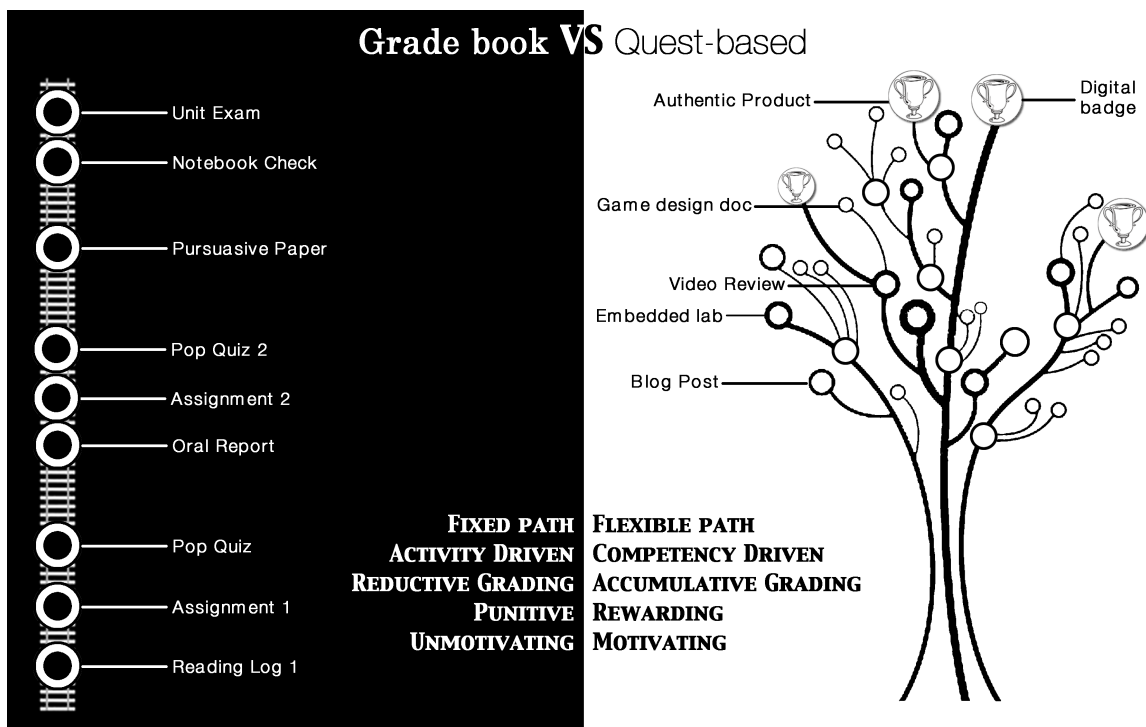 Grade book VS Quest-based
Unit Exam
Notebook Check
Pursuasive Paper
Pop Quiz 2
Assignment 2
Oral Report
Pop Quiz
Assignment 1
Reading Log 1
Authentic Product
Digital
badge
Game design doc
Video Review
Embedded lab
Blog Post
Fixed path
Activity Driven
Reductive Grading
Punitive
Unmotivating
Flexible path
Competency Driven
Accumulative Grading
Rewarding
Motivating